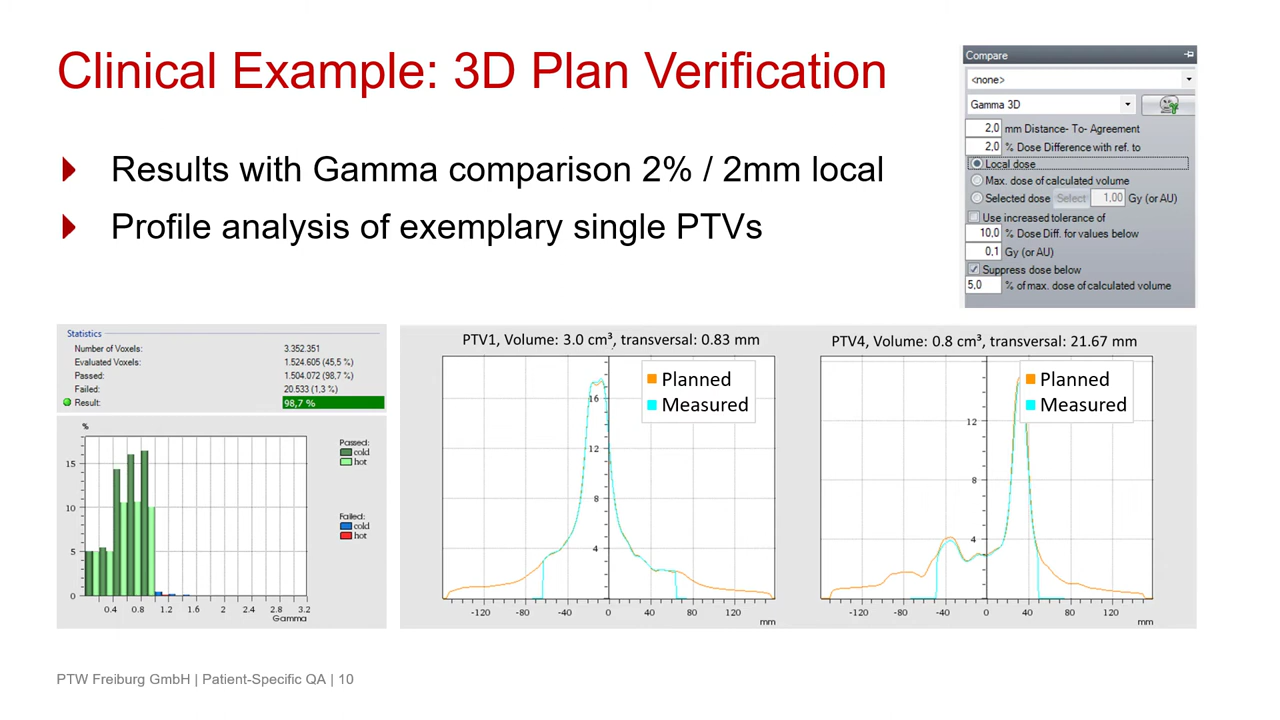 Clinical Example: 3D Plan Verification
Results with Gamma comparison 2% / 2mm local
Profile analysis of exemplary single PTVs
Compare
<none>
Gamma 3D
2,0 mm Distance- To- Agreement
2,0 % Dose Difference with ref. to
Local dose
Max. dose of calculated volume
Selected dose Select 1,00 Gy (or AU)
Use increased tolerance of
10,0 % Dose Diff. for values below
0,1 Gy (or AU)
Suppress dose below
5,0 % of max. dose of calculated volume
Statistics
Number of Voxels: 3.352.351
Evaluated Voxels: 1.524.605 (45,5 %)
Passed: 1.504.072 (98,7 %)
Failed: 20.533 (1,3 %)
Result: 98,7 %
%
15
10
5
0
0.4 0.8 1.2 1.6 2 2.4 2.8 3.2
Gamma
Passed:
cold
hot
Failed:
cold
hot
PTV1, Volume: 3.0 cm³, transversal: 0.83 mm
Planned
Measured
16
12
8
4
-120 -80 -40 0 40 80 120
mm
PTV4, Volume: 0.8 cm³, transversal: 21.67 mm
Planned
Measured
12
8
4
-120 -80 -40 0 40 80 120
mm
PTW Freiburg GmbH | Patient-Specific QA | 10